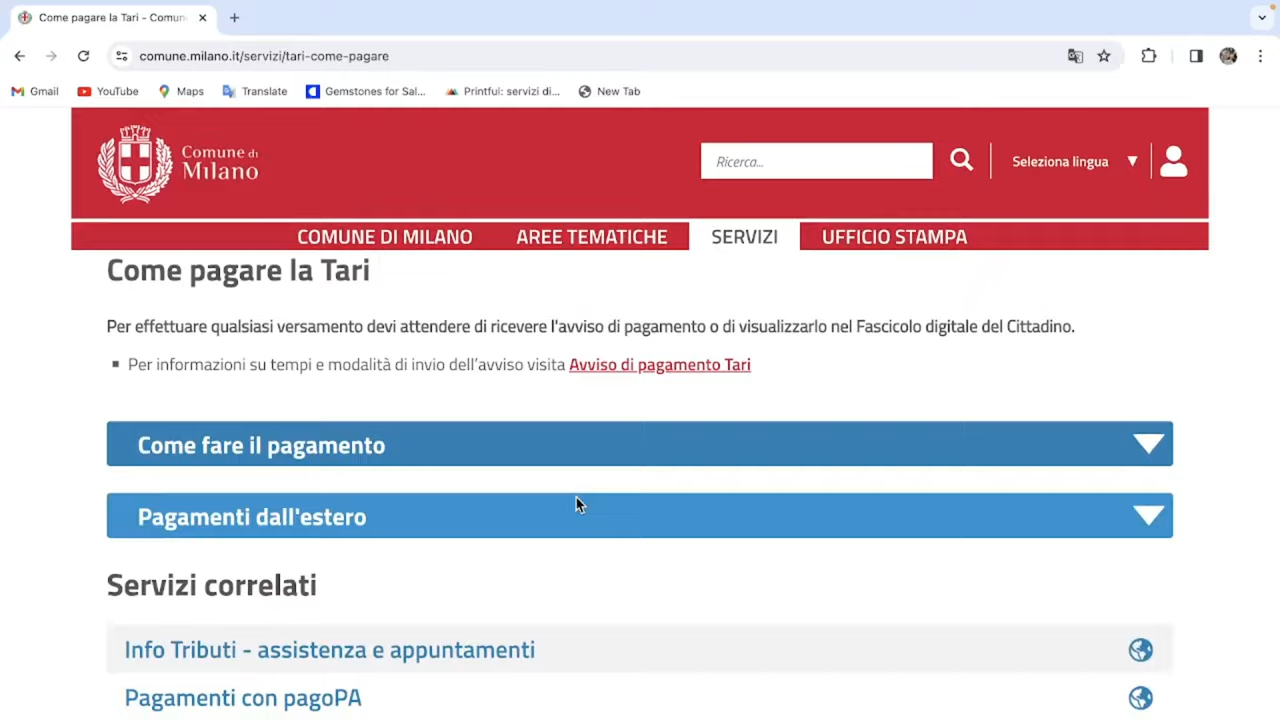 Come pagare la Tari - Comun
comune.milano.it/servizi/tari-come-pagare
Gmail YouTube Maps Translate Gemstones for Sal... Printful: servizi di... New Tab
Comune di
Milano
Ricerca...
Seleziona lingua
COMUNE DI MILANO AREE TEMATICHE SERVIZI UFFICIO STAMPA
Come pagare la Tari
Per effettuare qualsiasi versamento devi attendere di ricevere l'avviso di pagamento o di visualizzarlo nel Fascicolo digitale del Cittadino.
Per informazioni su tempi e modalità di invio dell’avviso visita Avviso di pagamento Tari
Come fare il pagamento
Pagamenti dall'estero
Servizi correlati
Info Tributi - assistenza e appuntamenti
Pagamenti con pagoPA